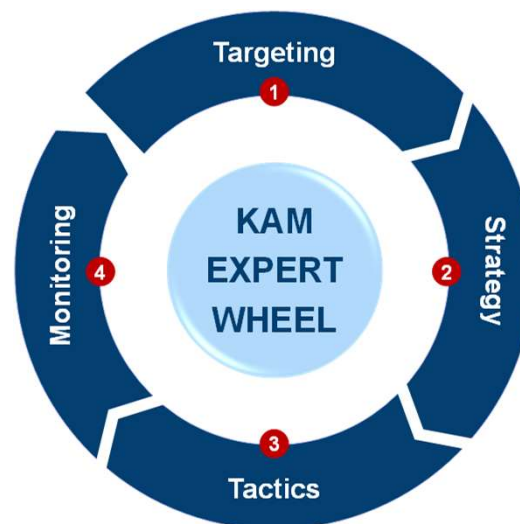 Targeting
1
Strategy
2
Tactics
3
Monitoring
4
KAM
EXPERT
WHEEL